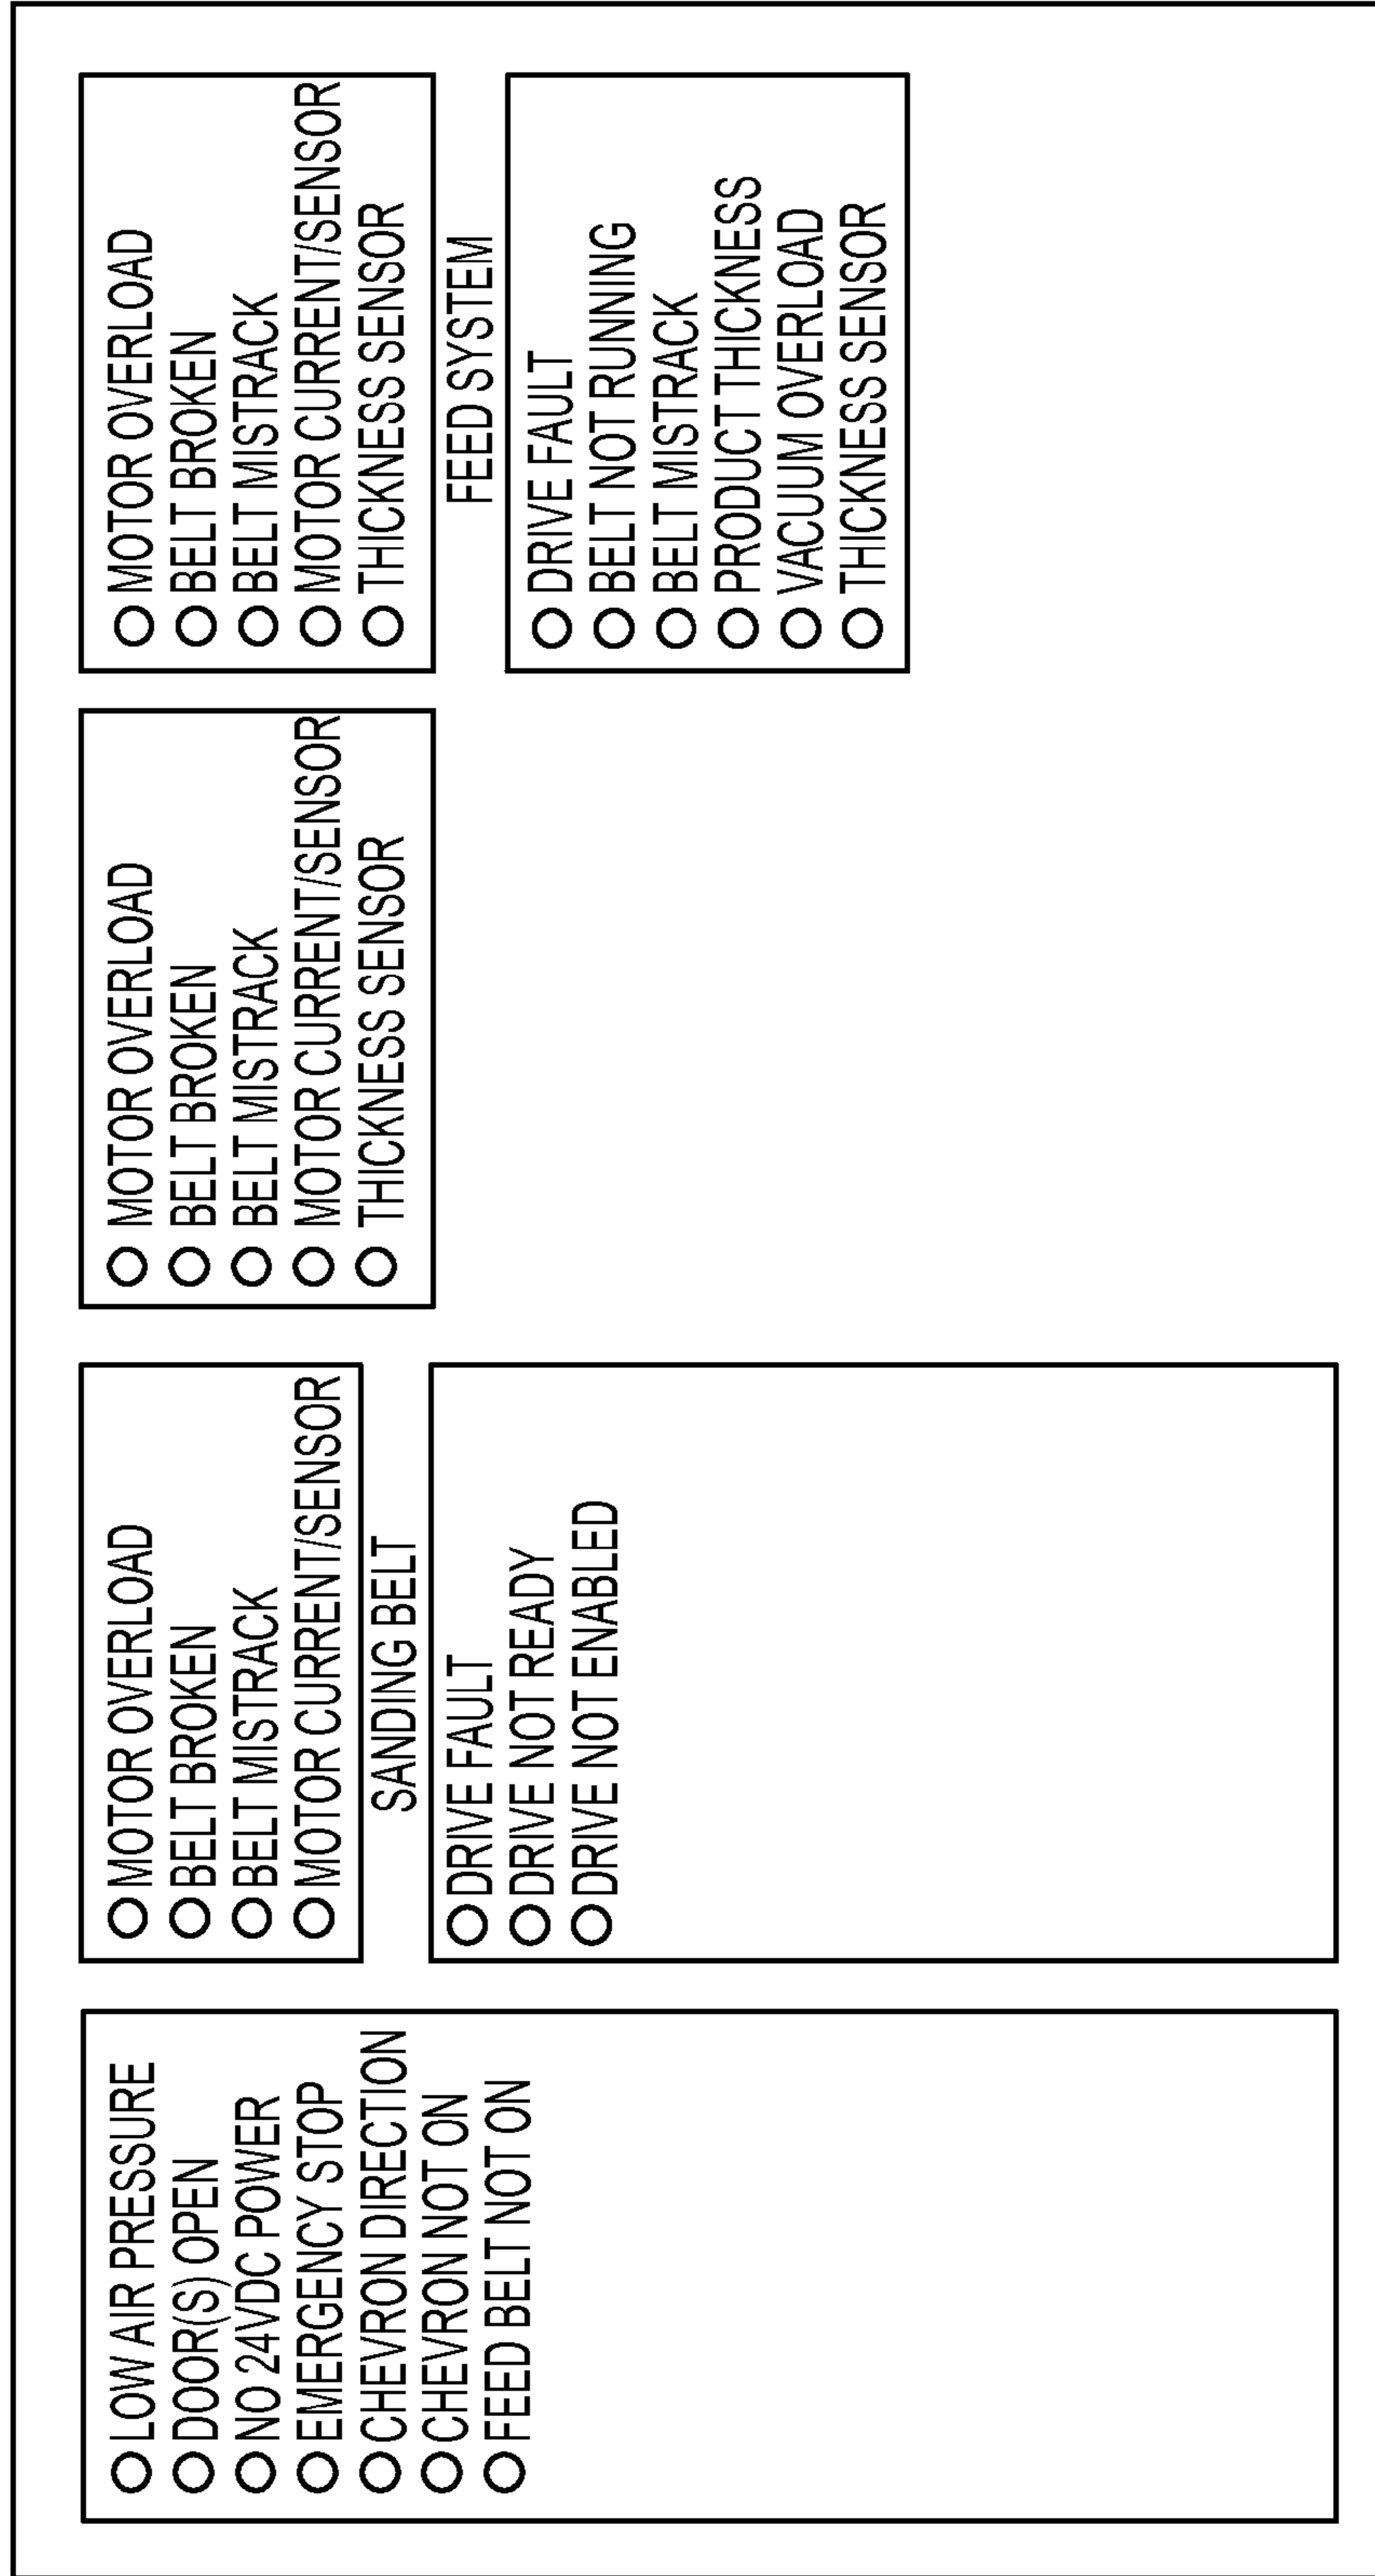 LOW AIR PRESSURE
DOOR(S) OPEN
NO 24VDC POWER
EMERGENCY STOP
CHEVRON DIRECTION
CHEVRON NOT ON
FEED BELT NOT ON
MOTOR OVERLOAD
BELT BROKEN
BELT MISTRACK
MOTOR CURRENT/SENSOR
SANDING BELT
DRIVE FAULT
DRIVE NOT READY
DRIVE NOT ENABLED
MOTOR OVERLOAD
BELT BROKEN
BELT MISTRACK
MOTOR CURRENT/SENSOR
THICKNESS SENSOR
MOTOR OVERLOAD
BELT BROKEN
BELT MISTRACK
MOTOR CURRENT/SENSOR
THICKNESS SENSOR
FEED SYSTEM
DRIVE FAULT
BELT NOT RUNNING
BELT MISTRACK
PRODUCT THICKNESS
VACUUM OVERLOAD
THICKNESS SENSOR